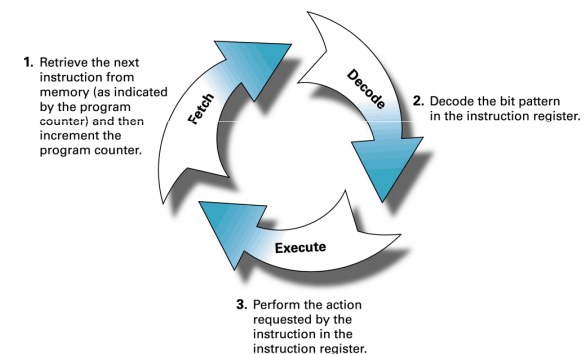 1. Retrieve the next
instruction from
memory (as indicated
by the program
counter) and then
increment the
program counter.
Fetch
Decode
2. Decode the bit pattern
in the instruction register.
Execute
3. Perform the action
requested by the
instruction in the
instruction register.